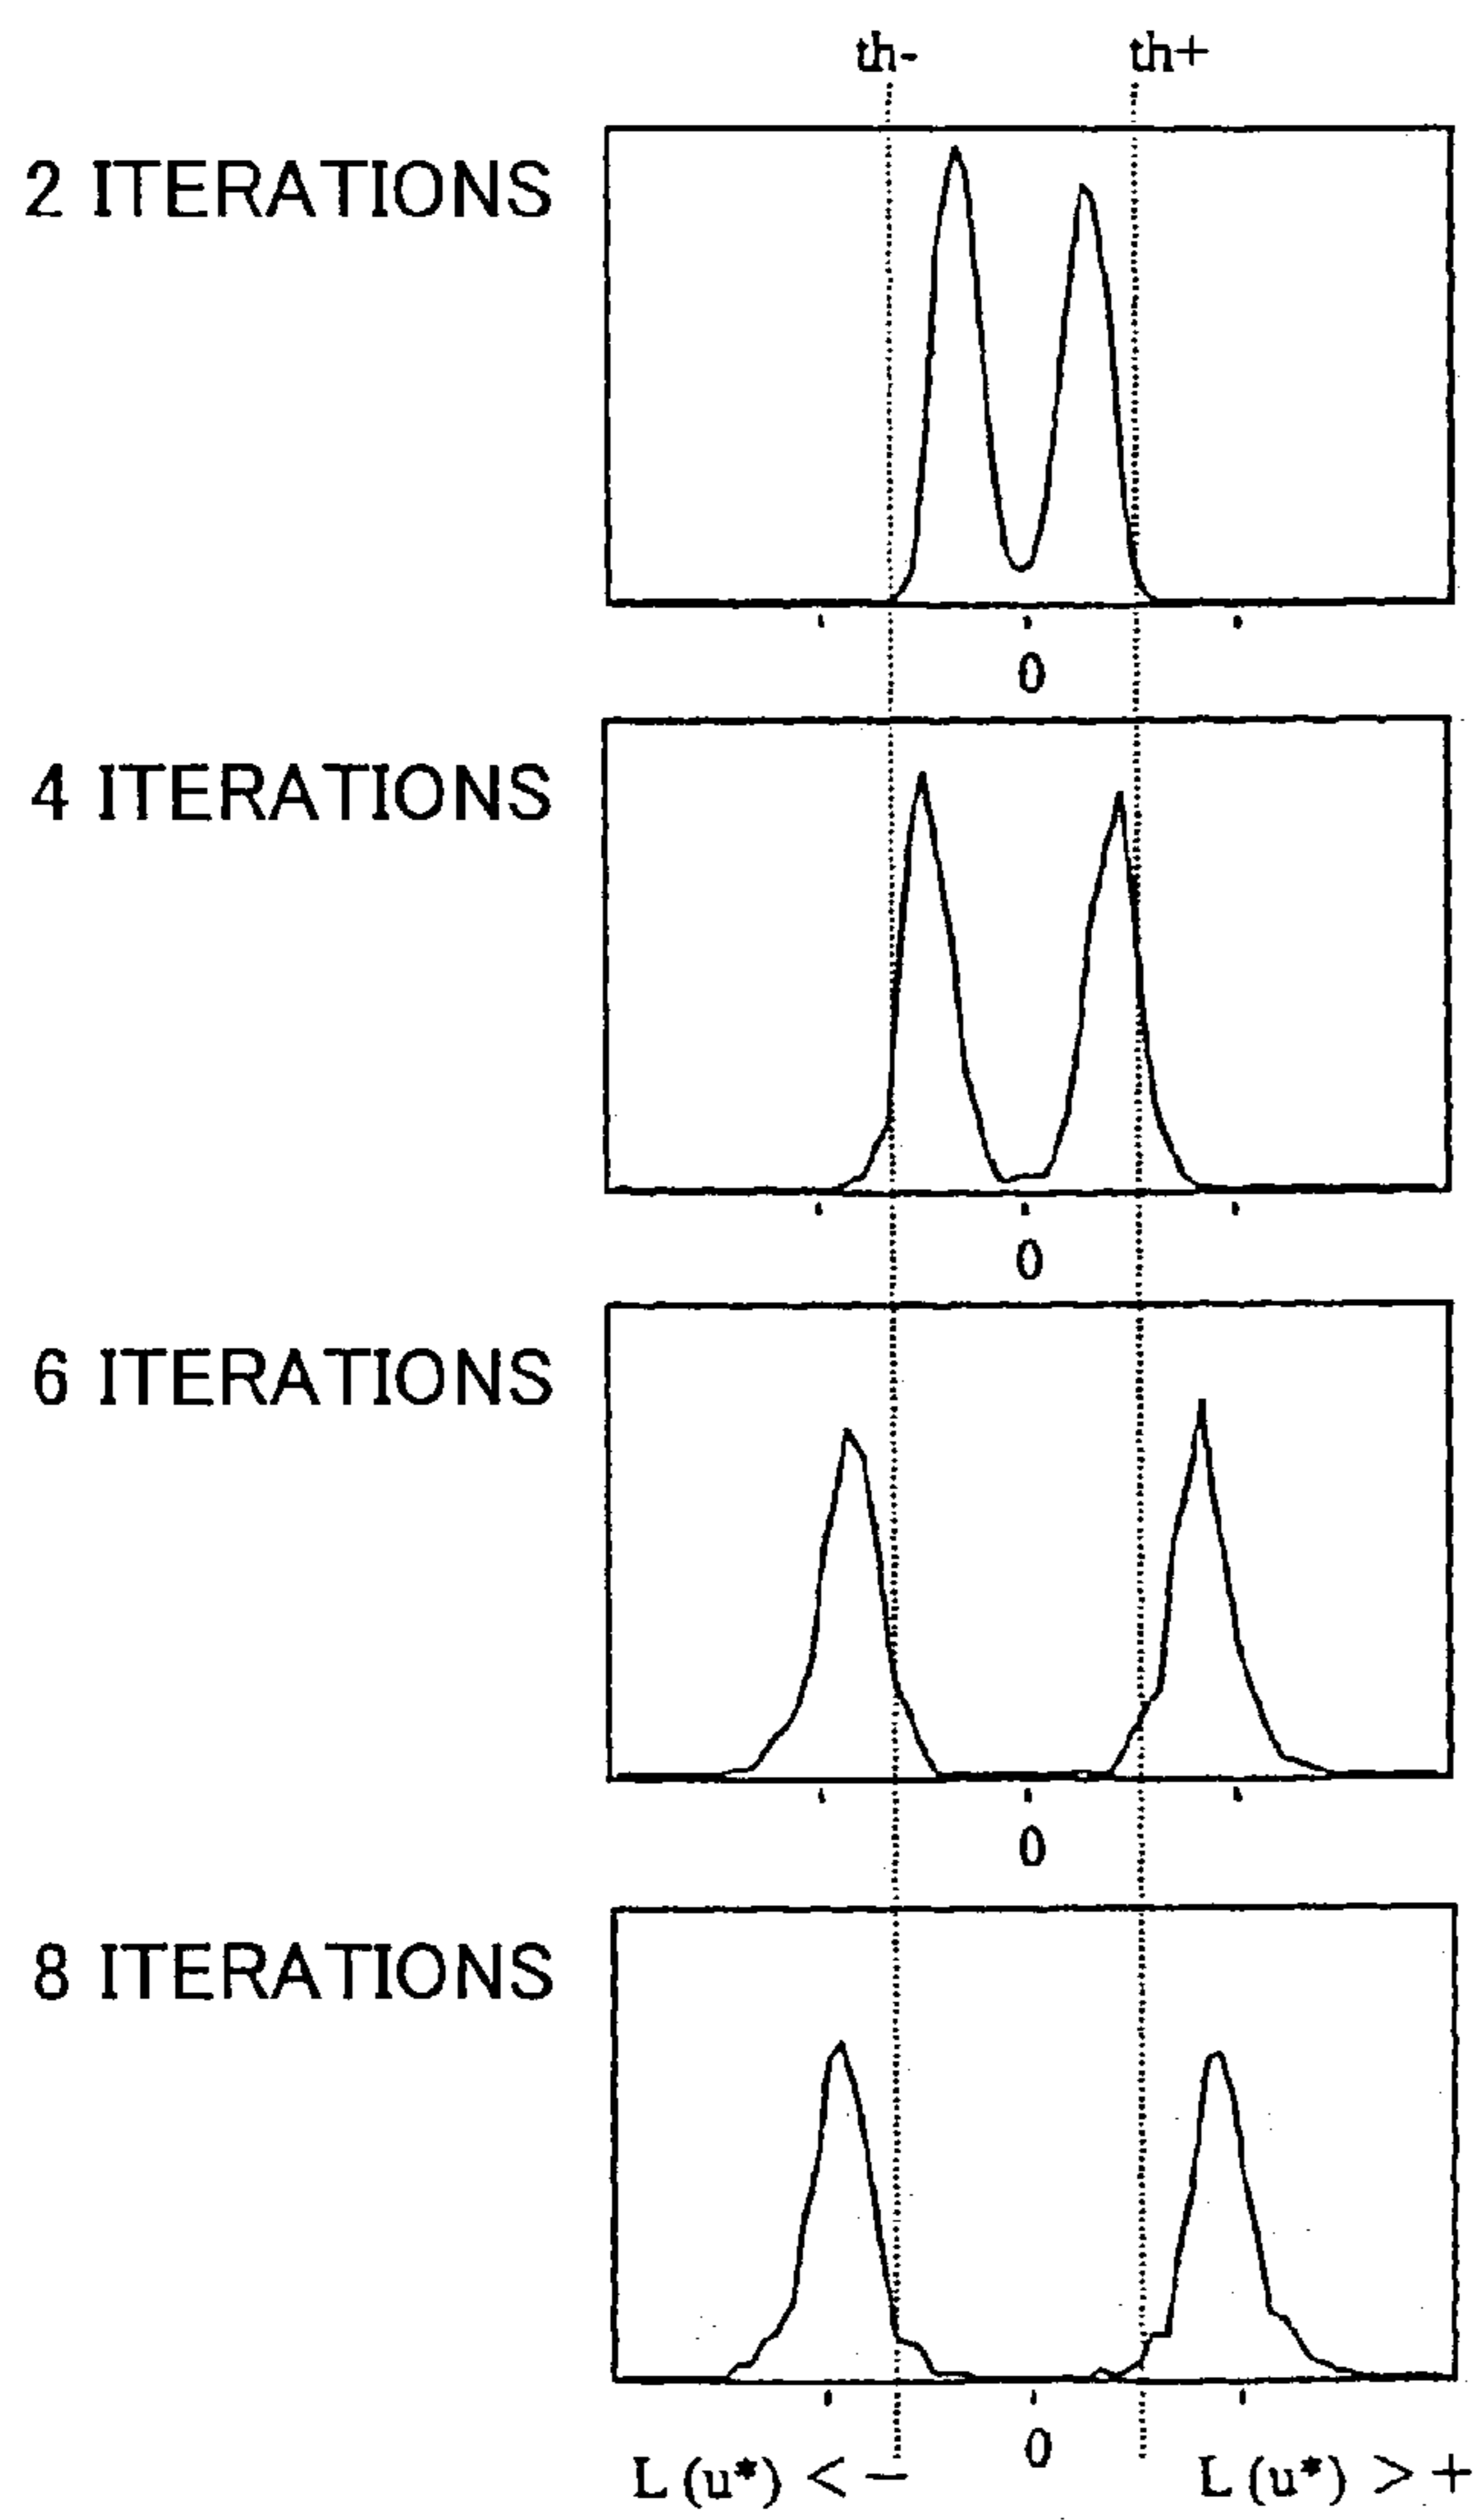 th- th+
2 ITERATIONS
0
4 ITERATIONS
0
6 ITERATIONS
0
8 ITERATIONS
0
L(u*) < − L(u*) > +